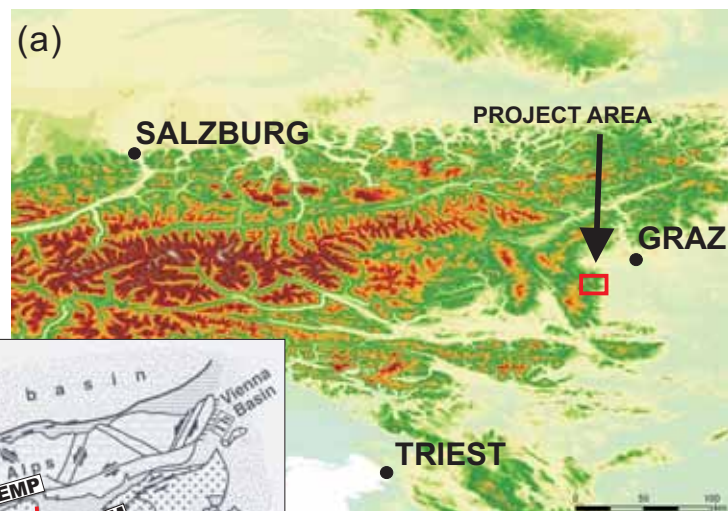 (a)
SALZBURG
PROJECT AREA
GRAZ
TRIEST
basin
Vienna
Basin
Alps
EMP
0 50 100